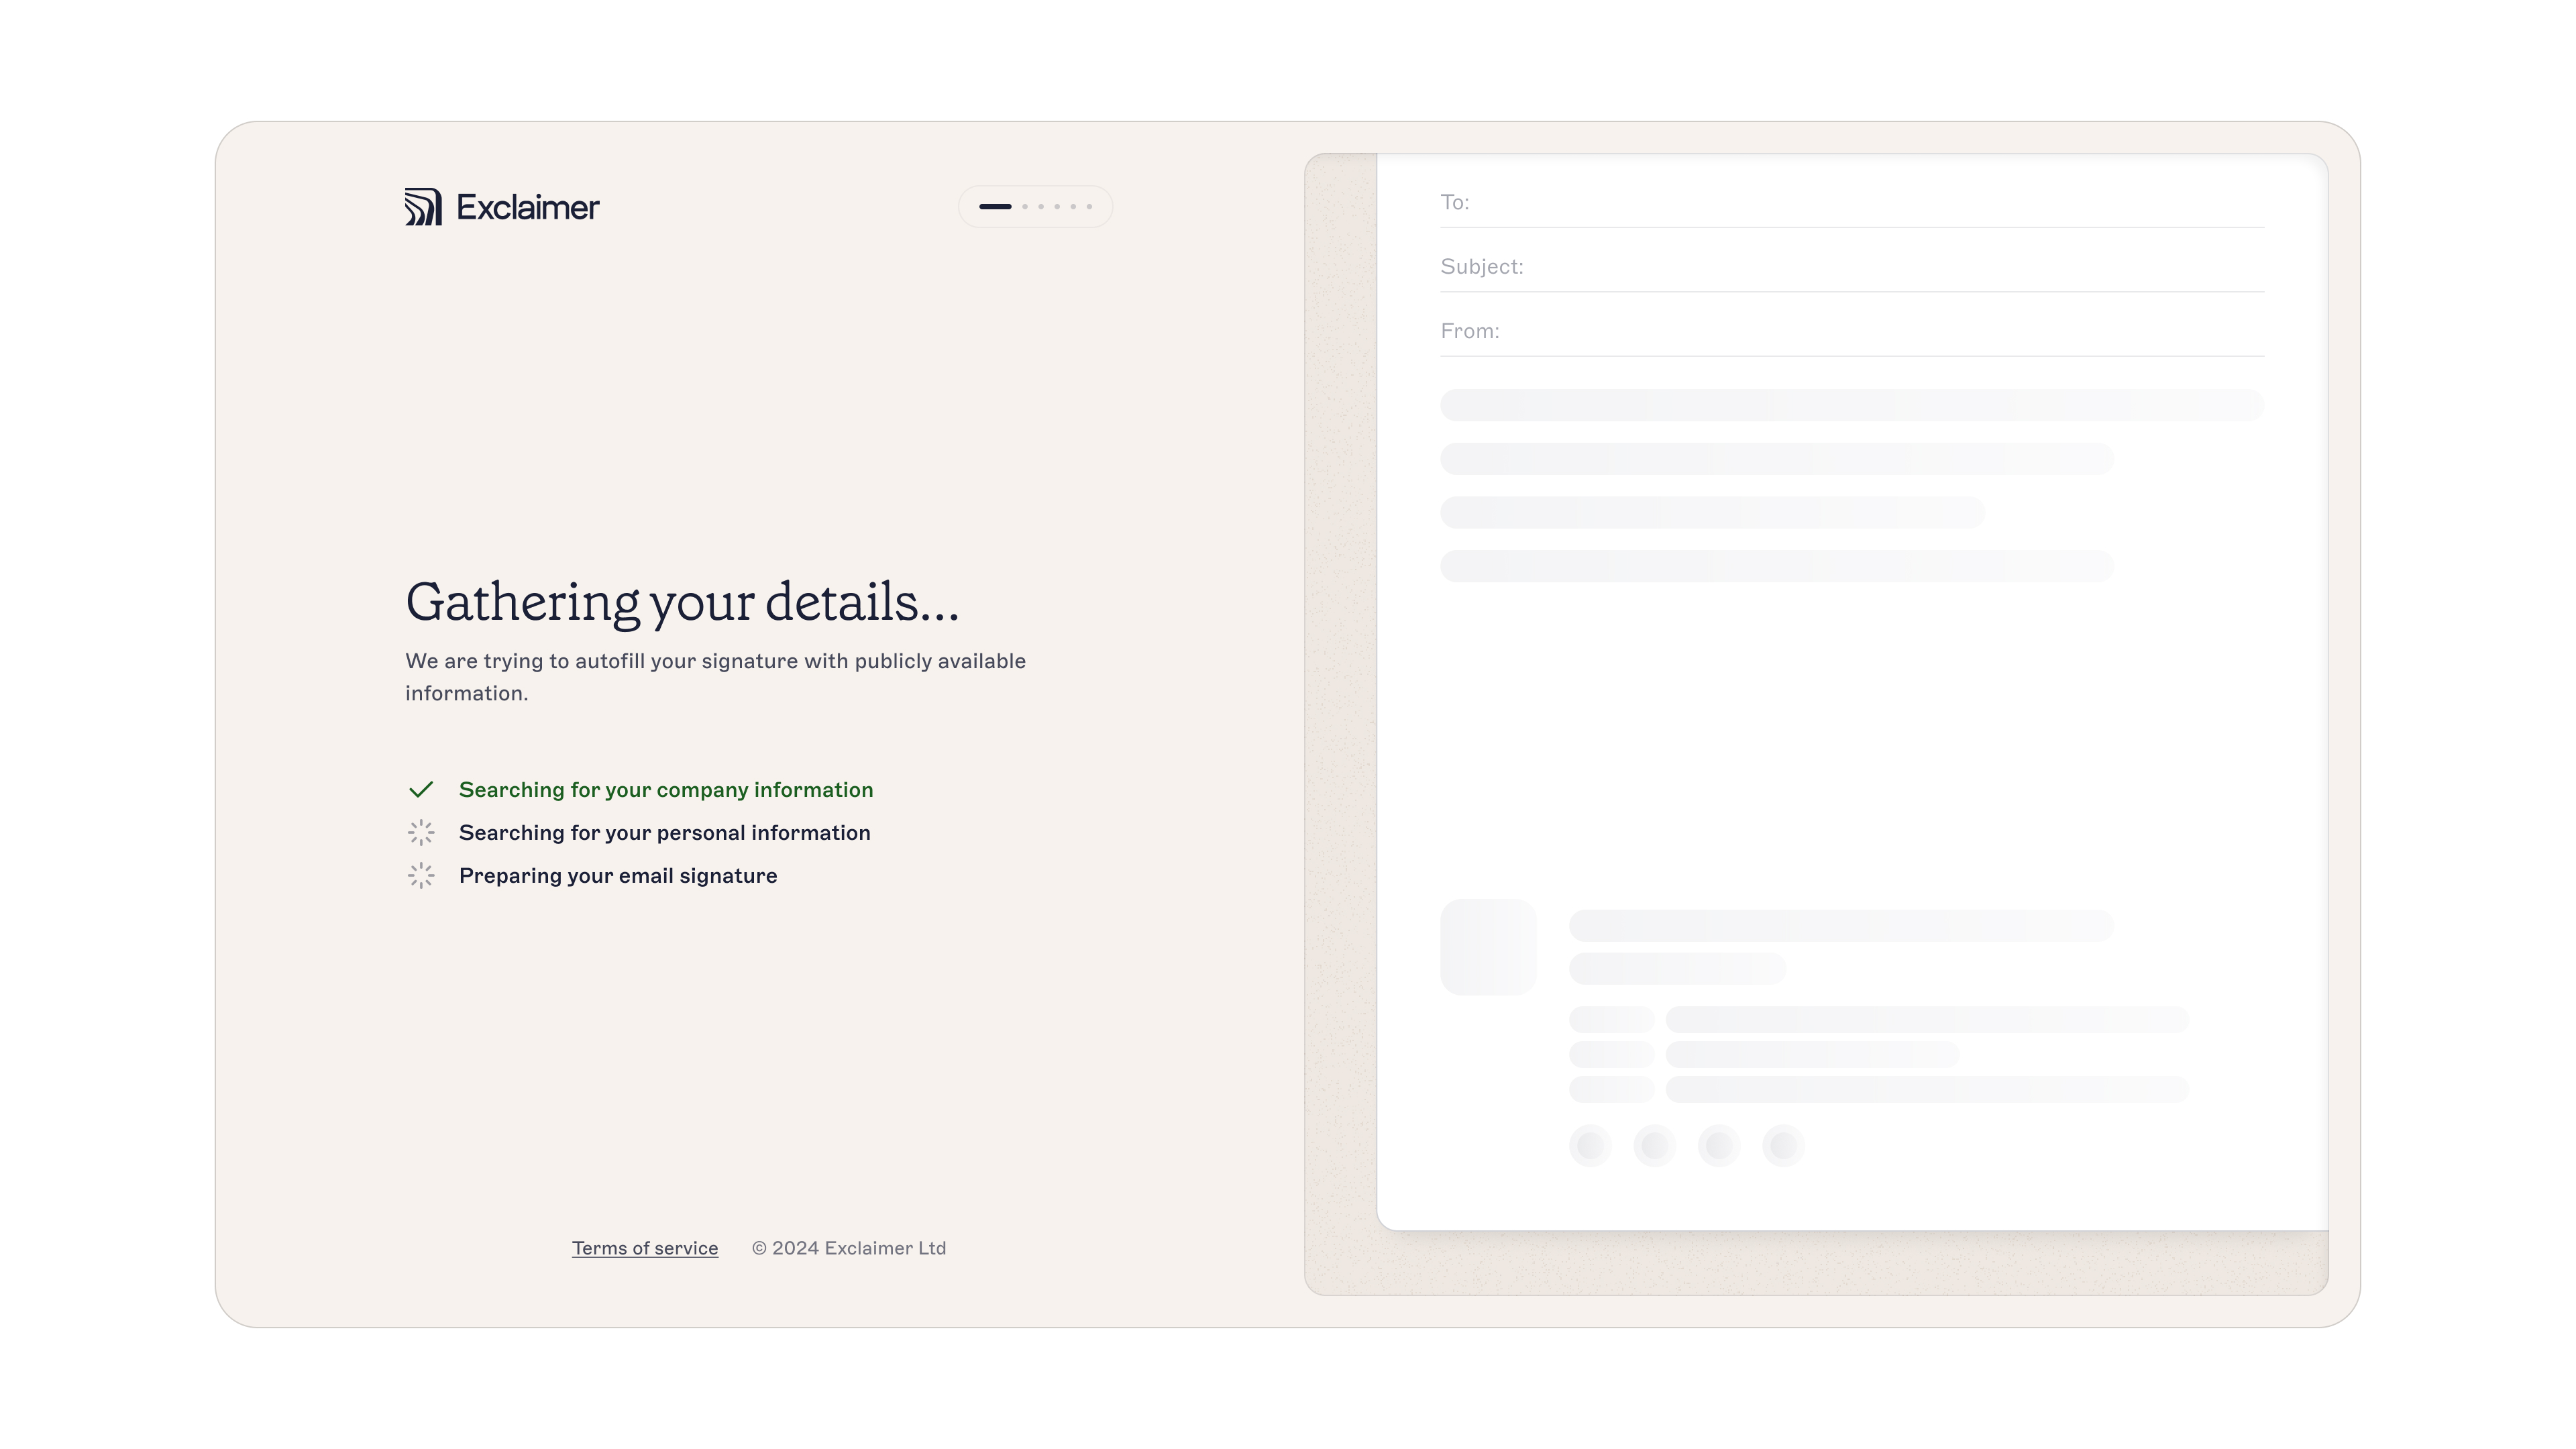 Exclaimer
Gathering your details...
We are trying to autofill your signature with publicly available
information.
Searching for your company information
Searching for your personal information
Preparing your email signature
Terms of service © 2024 Exclaimer Ltd
To:
Subject:
From: